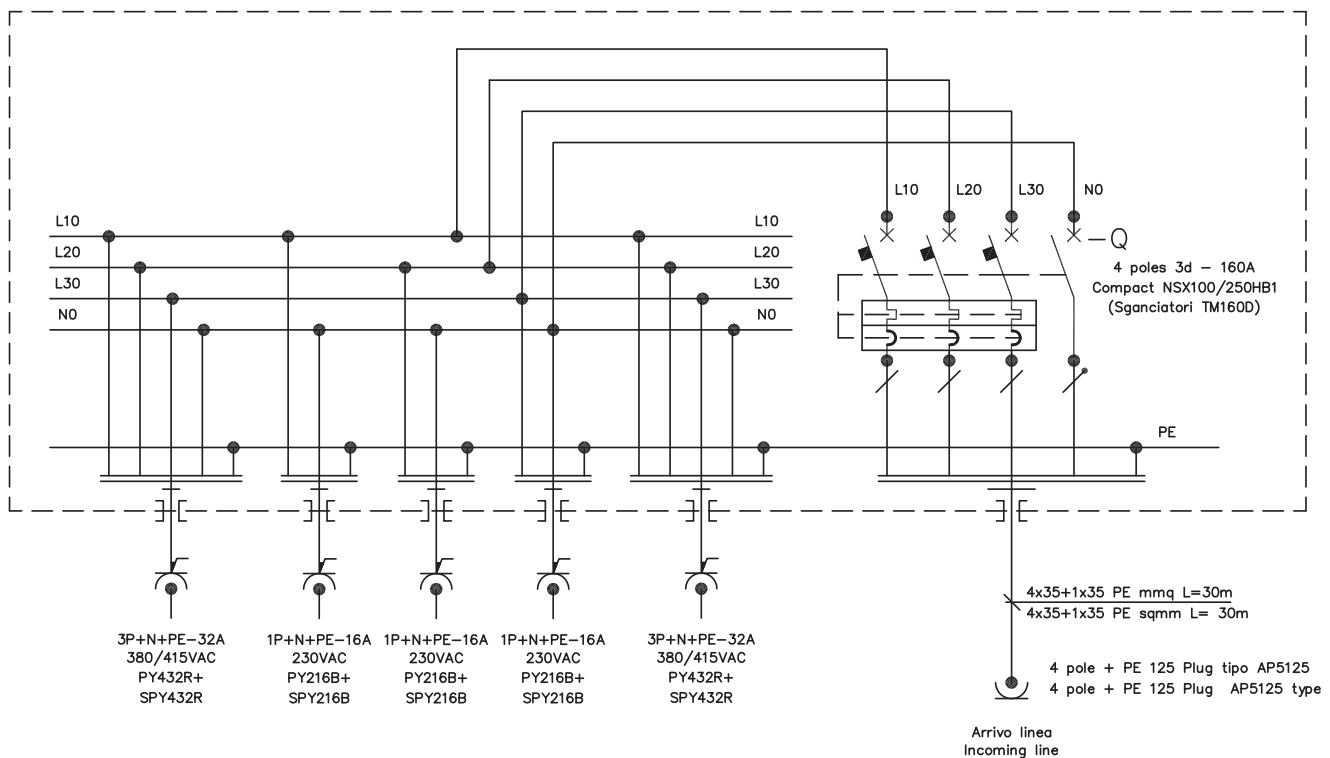 L10
L20
L30
N0
L10
L20
L30
N0
L10
L20
L30
N0
–Q
4 poles 3d – 160A
Compact NSX100/250HB1
(Sganciatori TM160D)
PE
3P+N+PE–32A
380/415VAC
PY432R+
SPY432R
1P+N+PE–16A
230VAC
PY216B+
SPY216B
1P+N+PE–16A
230VAC
PY216B+
SPY216B
1P+N+PE–16A
230VAC
PY216B+
SPY216B
3P+N+PE–32A
380/415VAC
PY432R+
SPY432R
4x35+1x35 PE mmq L=30m
4x35+1x35 PE sqmm L= 30m
4 pole + PE 125 Plug tipo AP5125
4 pole + PE 125 Plug AP5125 type
Arrivo linea
Incoming line